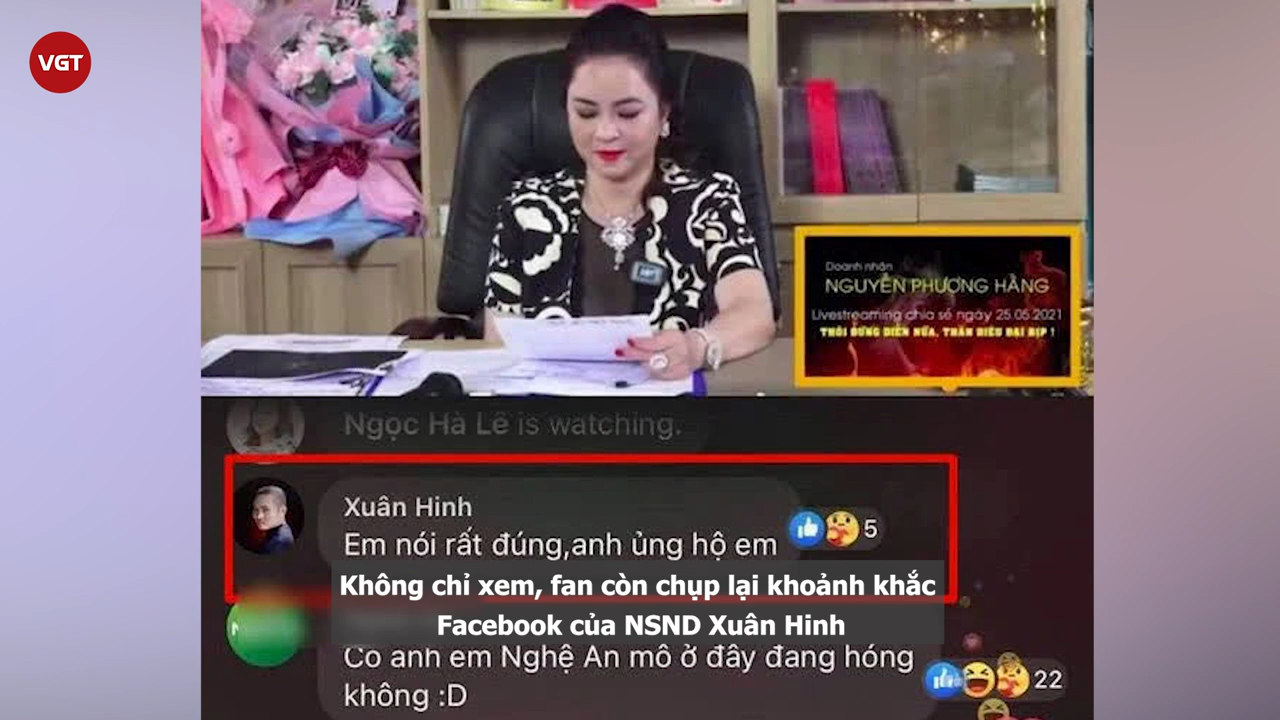 VGT
Doanh nhân
NGUYỄN PHƯƠNG HẰNG
Livestreaming chia sẻ ngày 25.05.2021
THÔI ĐỪNG DIỄN NỮA, THẦN DIÊU ĐẠI BỊP !
Ngọc Hà Lê is watching.
Xuân Hinh
Em nói rất đúng,anh ủng hộ em
5
Không chỉ xem, fan còn chụp lại khoảnh khắc
Facebook của NSND Xuân Hinh
Có anh em Nghệ An mô ở đây đang hóng
không :D
22